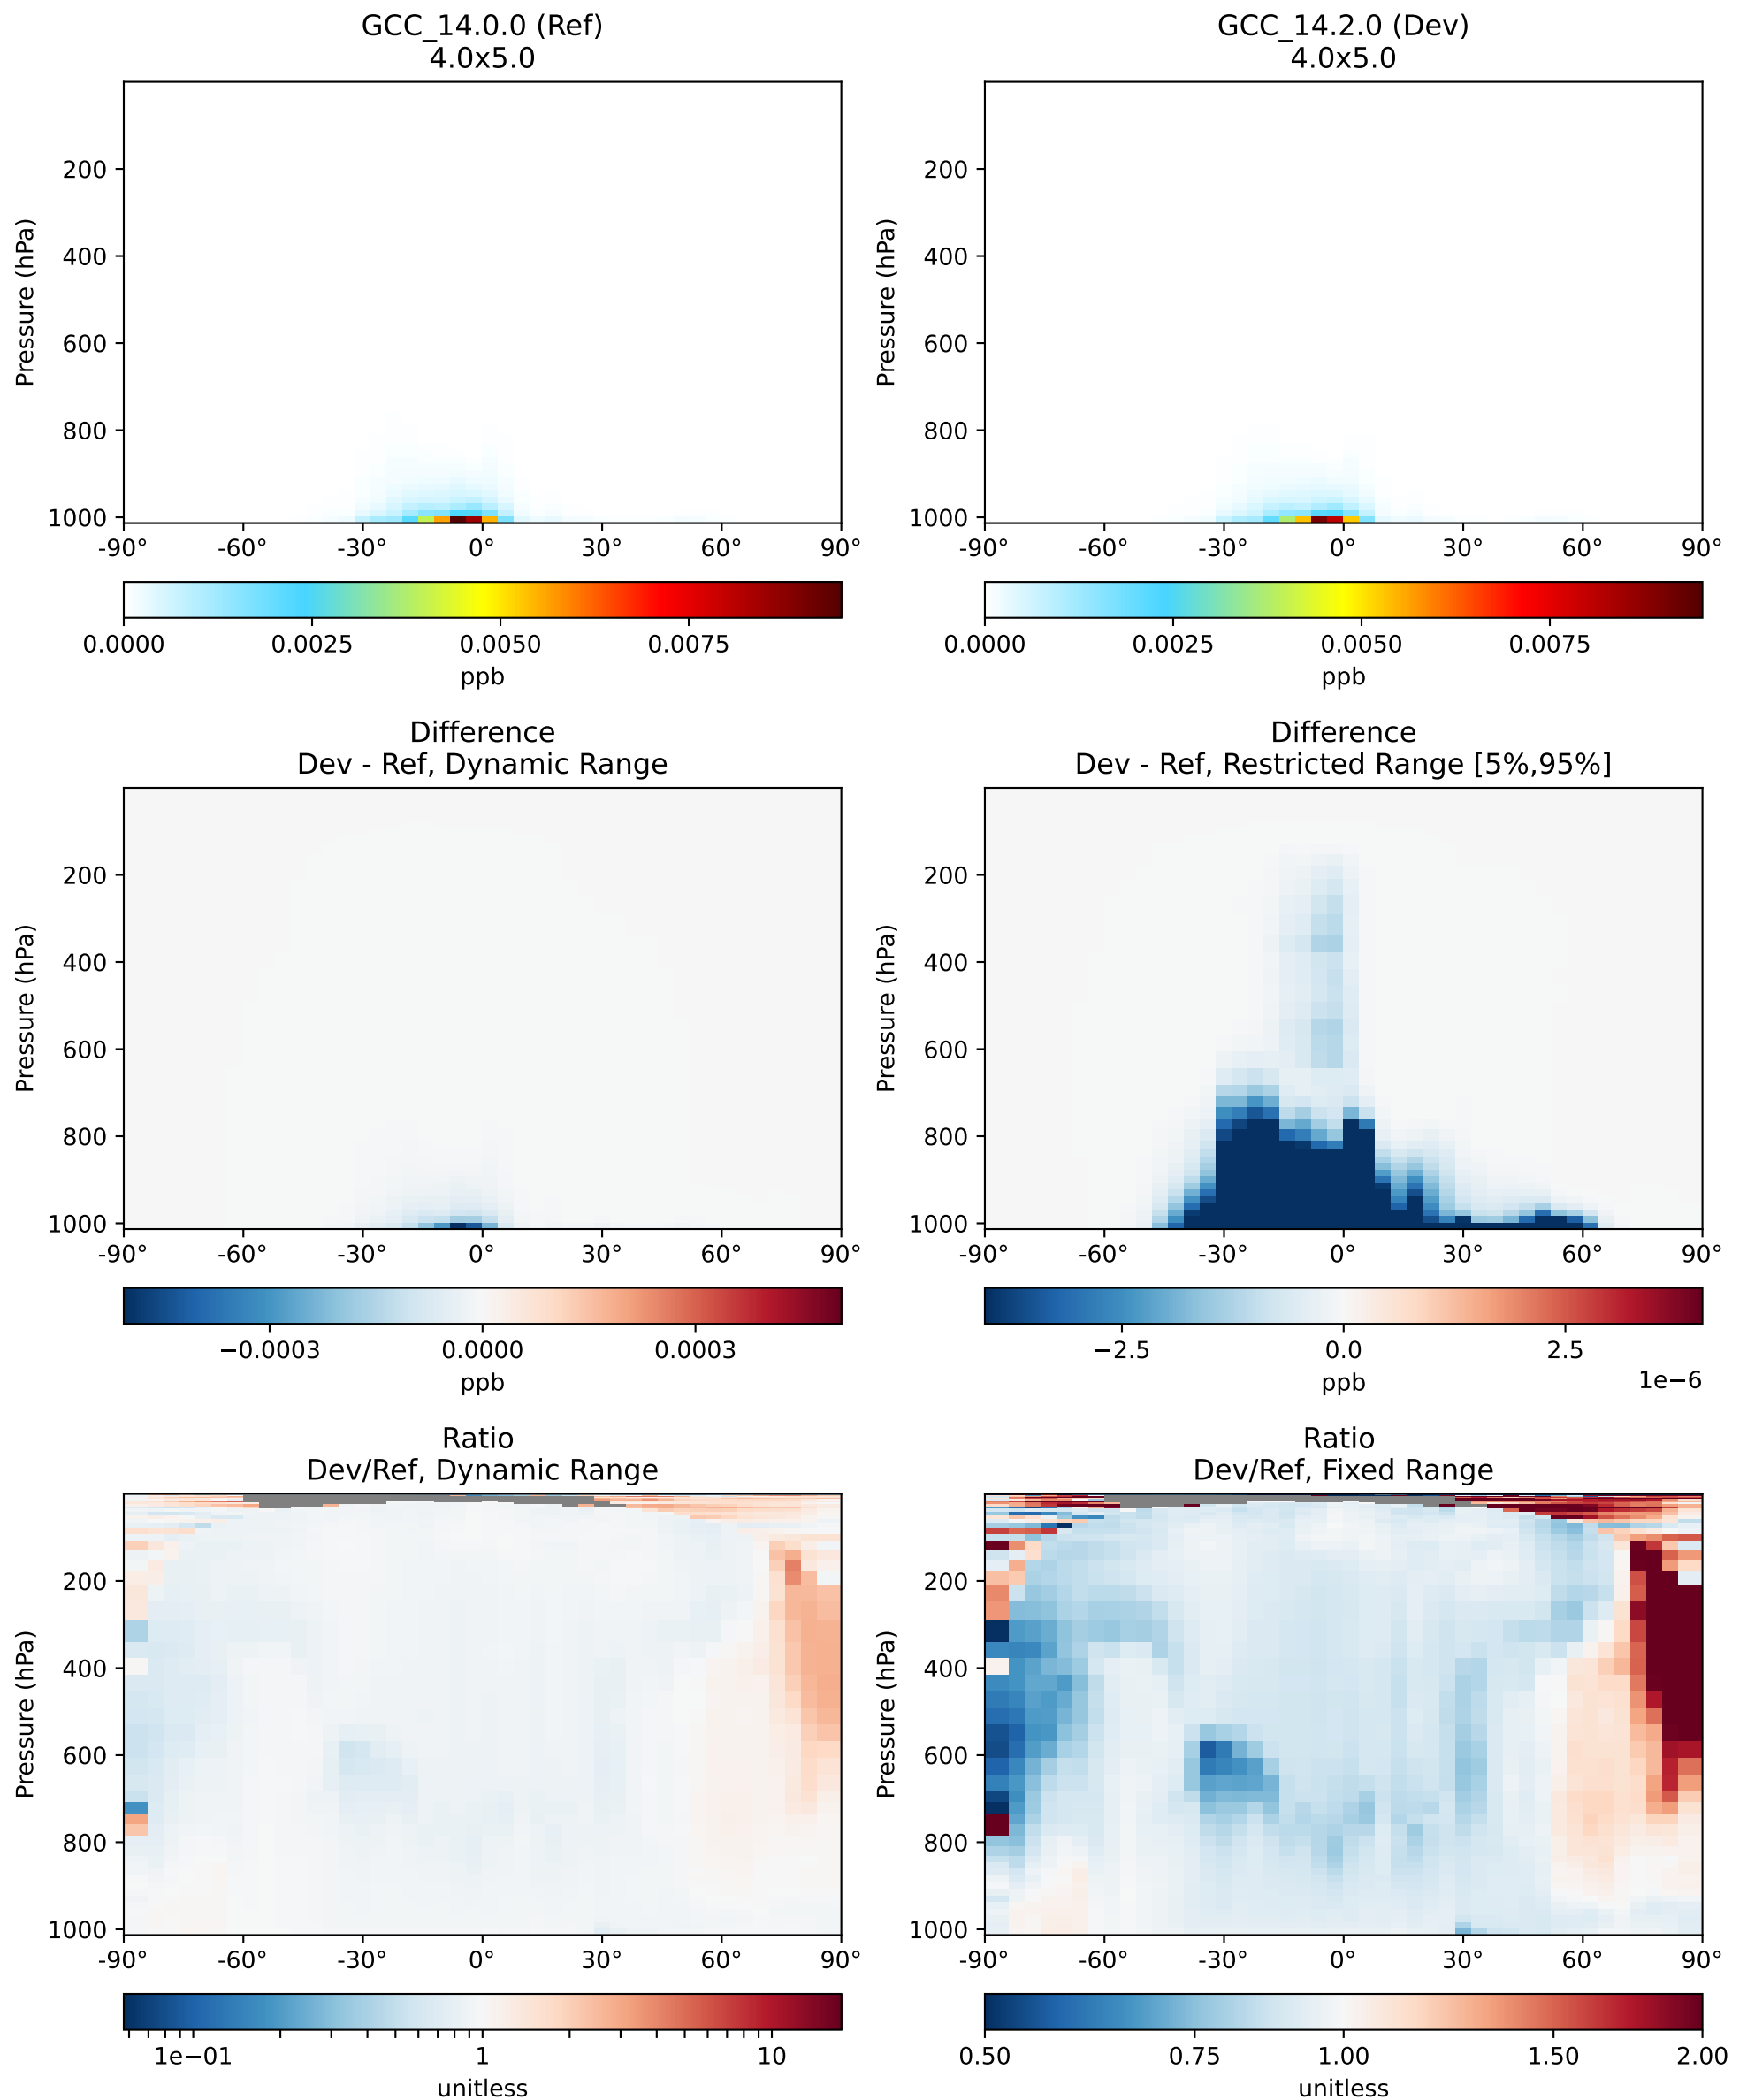 GCC_14.0.0 (Ref)
4.0x5.0
Pressure (hPa)
200
400
600
800
1000
-90° -60° -30° 0° 30° 60° 90°
0.0000 0.0025 0.0050 0.0075
ppb
GCC_14.2.0 (Dev)
4.0x5.0
Pressure (hPa)
200
400
600
800
1000
-90° -60° -30° 0° 30° 60° 90°
0.0000 0.0025 0.0050 0.0075
ppb
Difference
Dev - Ref, Dynamic Range
Pressure (hPa)
200
400
600
800
1000
-90° -60° -30° 0° 30° 60° 90°
−0.0003 0.0000 0.0003
ppb
Difference
Dev - Ref, Restricted Range [5%,95%]
Pressure (hPa)
200
400
600
800
1000
-90° -60° -30° 0° 30° 60° 90°
−2.5 0.0 2.5
ppb
1e−6
Ratio
Dev/Ref, Dynamic Range
Pressure (hPa)
200
400
600
800
1000
-90° -60° -30° 0° 30° 60° 90°
1e−01 1 10
unitless
Ratio
Dev/Ref, Fixed Range
Pressure (hPa)
200
400
600
800
1000
-90° -60° -30° 0° 30° 60° 90°
0.50 0.75 1.00 1.50 2.00
unitless